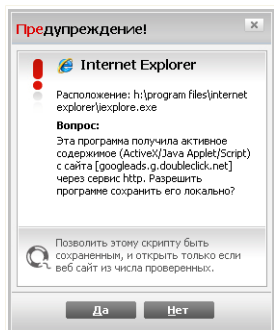 Предупреждение!
Internet Explorer
Расположение: h:\program files\internet
explorer\iexplore.exe
Вопрос:
Эта программа получила активное
содержимое (ActiveX/Java Applet/Script)
с сайта [googleads.g.doubleclick.net]
через сервис http. Разрешить
программе сохранить его локально?
Позволить этому скрипту быть
сохраненным, и открыть только если
веб сайт из числа проверенных.
Да Нет